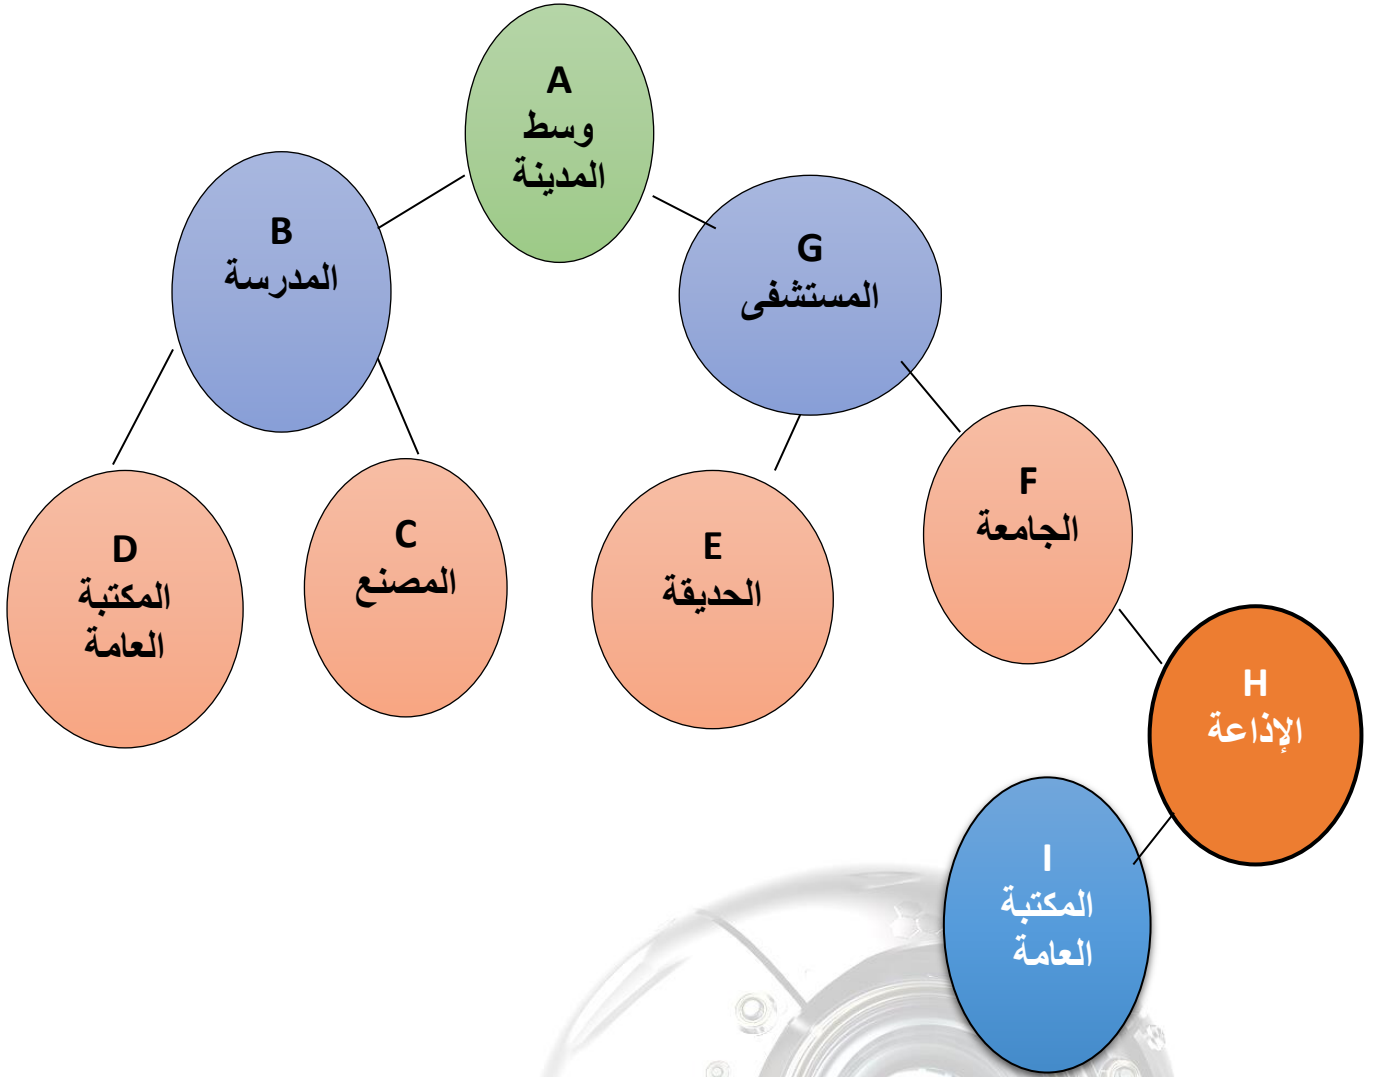 A
وسط
المدينة
B
المدرسة
G
المستشفى
D
المكتبة
العامة
C
المصنع
E
الحديقة
F
الجامعة
H
الإذاعة
I
المكتبة
العامة